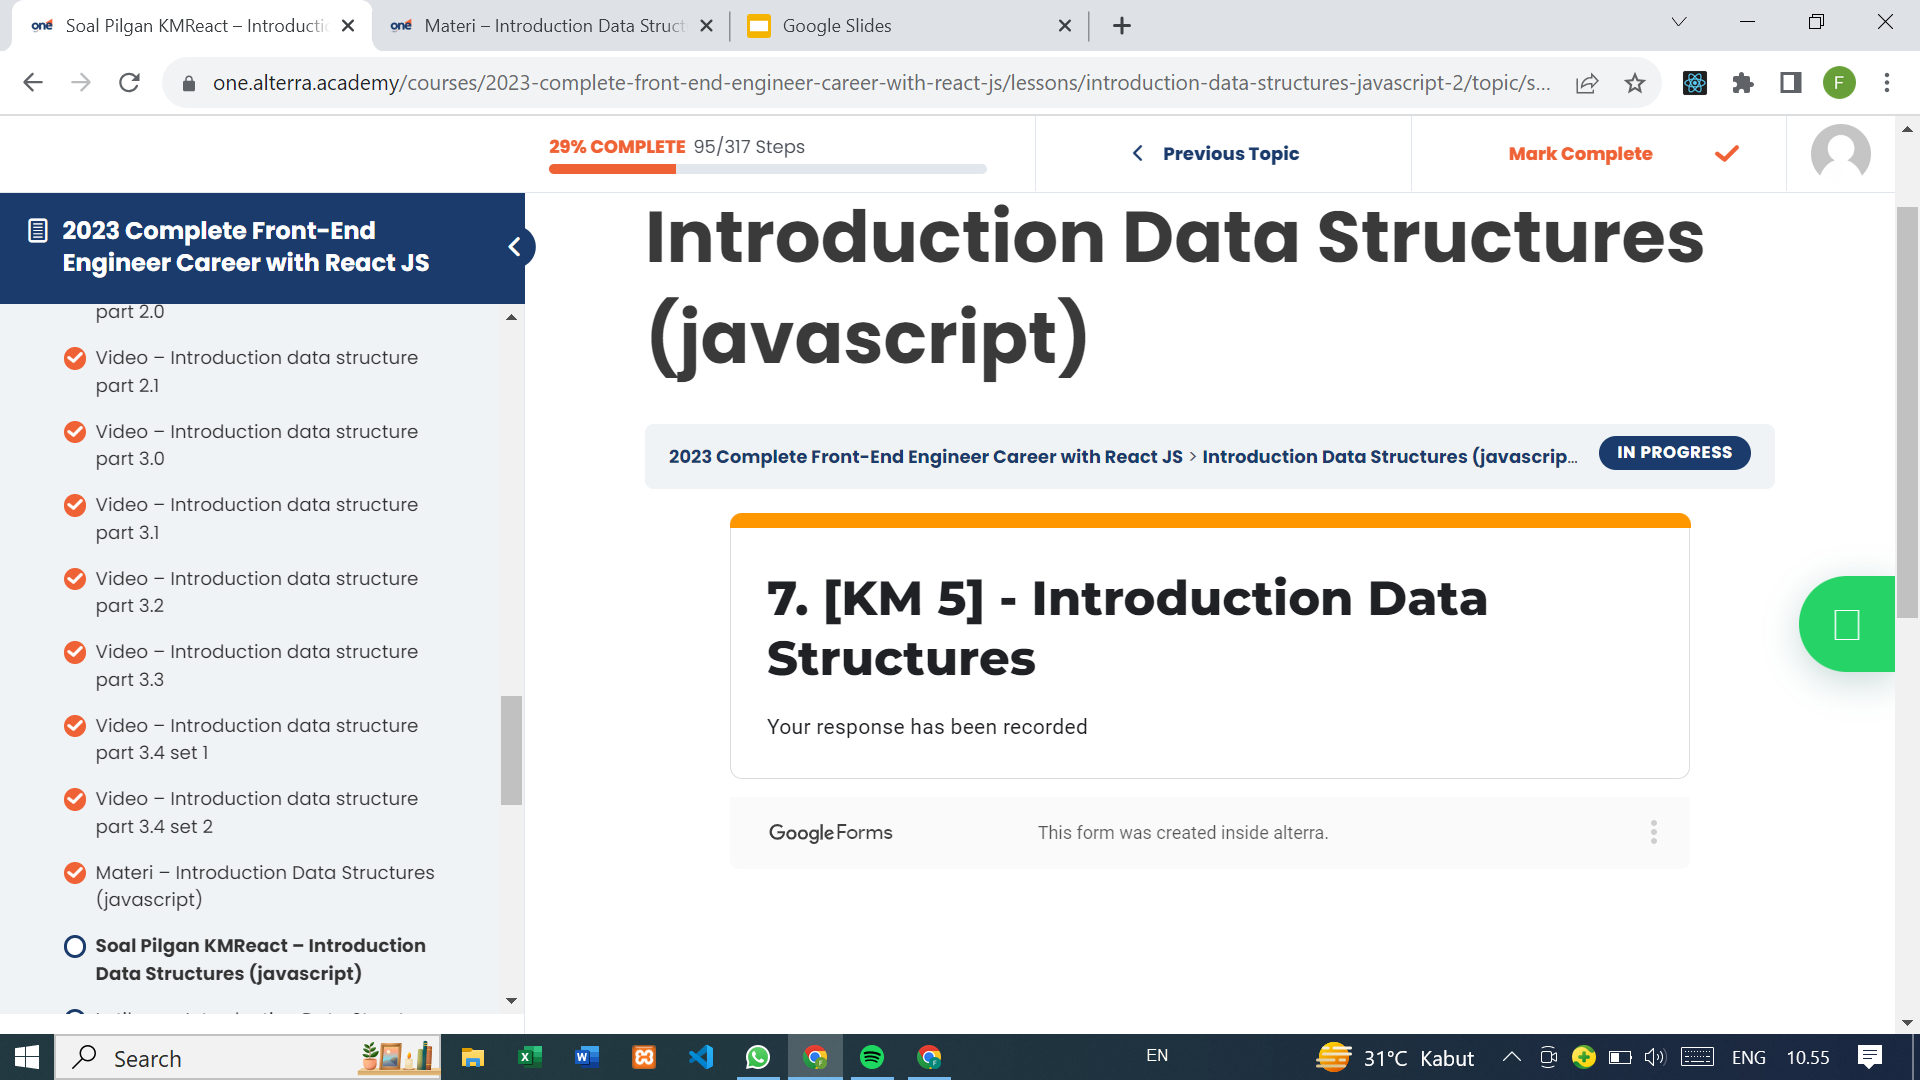 one
Soal Pilgan KMReact – Introductio
one
Materi – Introduction Data Struct
Google Slides
one.alterra.academy/courses/2023-complete-front-end-engineer-career-with-react-js/lessons/introduction-data-structures-javascript-2/topic/s...
F
29% COMPLETE 95/317 Steps
Previous Topic
Mark Complete
2023 Complete Front-End
Engineer Career with React JS
part 2.0
Video – Introduction data structure
part 2.1
Video – Introduction data structure
part 3.0
Video – Introduction data structure
part 3.1
Video – Introduction data structure
part 3.2
Video – Introduction data structure
part 3.3
Video – Introduction data structure
part 3.4 set 1
Video – Introduction data structure
part 3.4 set 2
Materi – Introduction Data Structures
(javascript)
Soal Pilgan KMReact – Introduction
Data Structures (javascript)
Introduction Data Structures
(javascript)
2023 Complete Front-End Engineer Career with React JS > Introduction Data Structures (javascrip...
IN PROGRESS
7. [KM 5] - Introduction Data
Structures
Your response has been recorded
Google Forms
This form was created inside alterra.
Search
EN
31°C Kabut
ENG
10.55